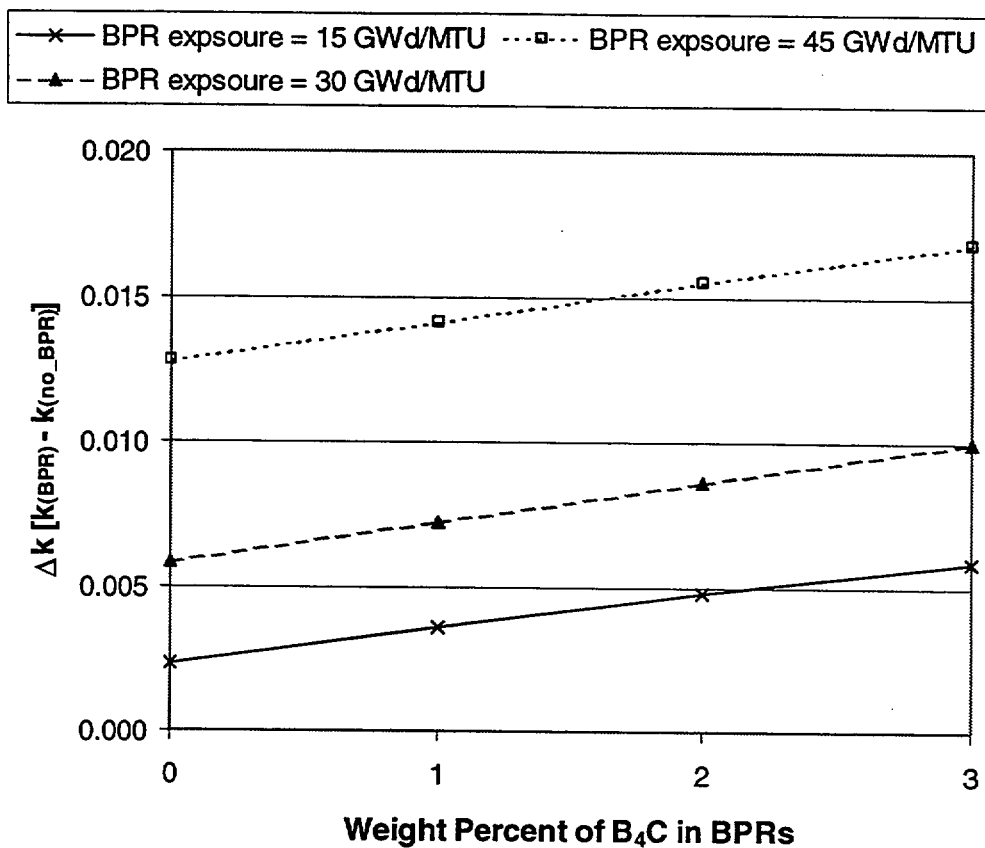 BPR expsoure = 15 GWd/MTU BPR expsoure = 45 GWd/MTU
BPR expsoure = 30 GWd/MTU
0.020
0.015
0.010
0.005
0.000
Δk [k(BPR) - k(no_BPR)]
0 1 2 3
Weight Percent of B₄C in BPRs